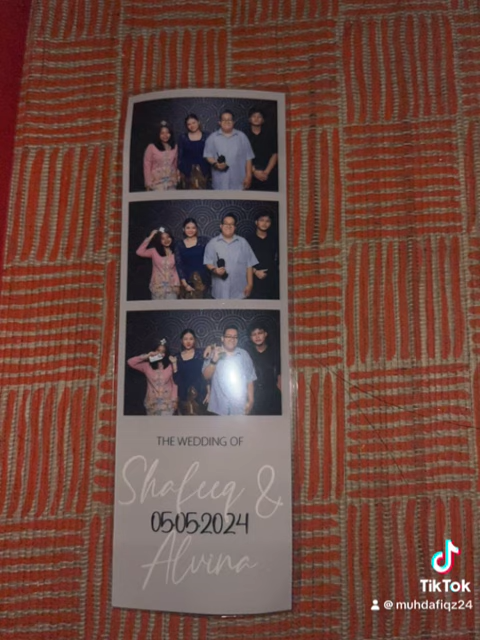 THE WEDDING OF
Shafeeq &
05·05·2024
Alvina
TikTok
@muhdafiqz24